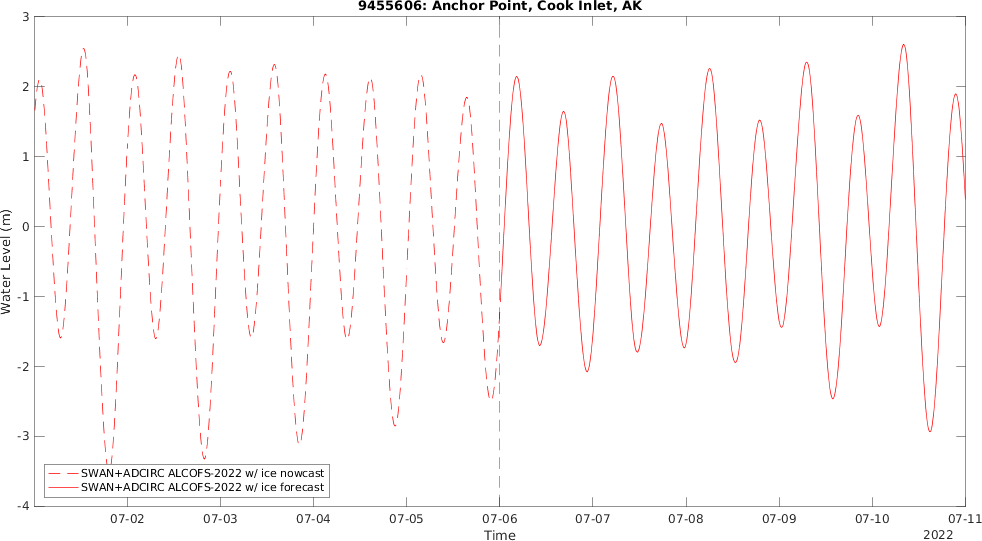 9455606: Anchor Point, Cook Inlet, AK
3
2
1
0
-1
-2
-3
-4
Water Level (m)
SWAN+ADCIRC ALCOFS-2022 w/ ice nowcast
SWAN+ADCIRC ALCOFS-2022 w/ ice forecast
07-02 07-03 07-04 07-05 07-06 07-07 07-08 07-09 07-10 07-11
Time
2022